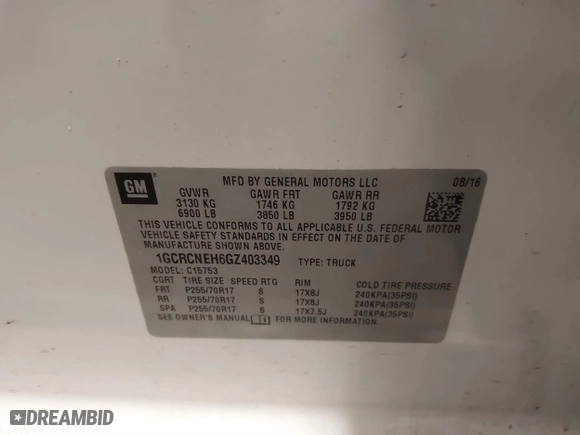 GM
MFD BY GENERAL MOTORS LLC
08/16
GVWR GAWR FRT GAWR RR
3130 KG 1746 KG 1792 KG
6900 LB 3850 LB 3950 LB
THIS VEHICLE CONFORMS TO ALL APPLICABLE U.S. FEDERAL MOTOR
VEHICLE SAFETY STANDARDS IN EFFECT ON THE DATE OF
MANUFACTURE SHOWN ABOVE.
1GCRCNEH6GZ403349 TYPE: TRUCK
MODEL: C15753
CGRT TIRE SIZE SPEED RTG RIM COLD TIRE PRESSURE
FRT P255/70R17 S 17X8J 240KPA(35PSI)
RR P255/70R17 S 17X8J 240KPA(35PSI)
SPA P255/70R17 S 17X7.5J 240KPA(35PSI)
SEE OWNER'S MANUAL FOR MORE INFORMATION.
DREAMBID